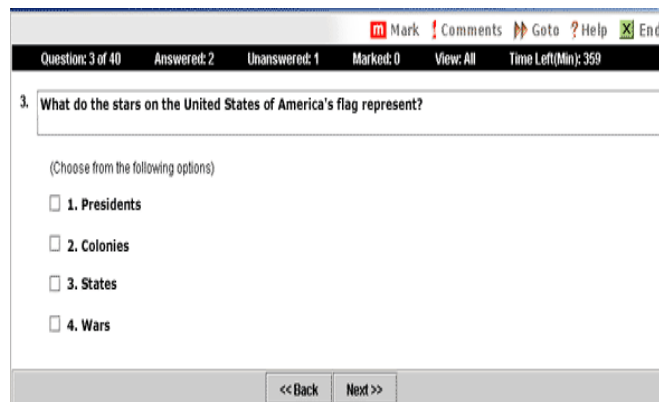 m Mark ! Comments Goto ? Help X End
Question: 3 of 40 Answered: 2 Unanswered: 1 Marked: 0 View: All Time Left(Min): 359
3. What do the stars on the United States of America's flag represent?
(Choose from the following options)
1. Presidents
2. Colonies
3. States
4. Wars
<< Back Next >>